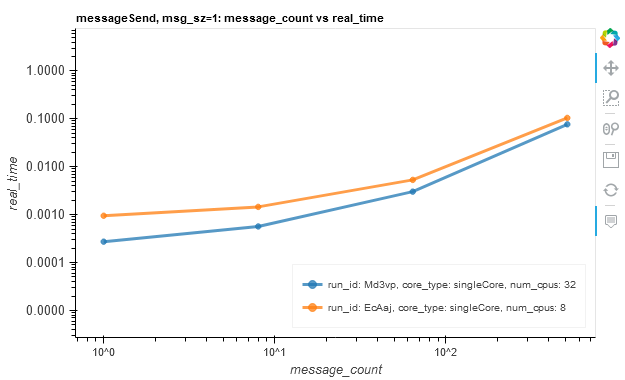 messageSend, msg_sz=1: message_count vs real_time
1.0000
0.1000
0.0100
0.0010
0.0001
0.0000
real_time
run_id: Md3vp, core_type: singleCore, num_cpus: 32
run_id: EcAaj, core_type: singleCore, num_cpus: 8
10^0
10^1
10^2
message_count